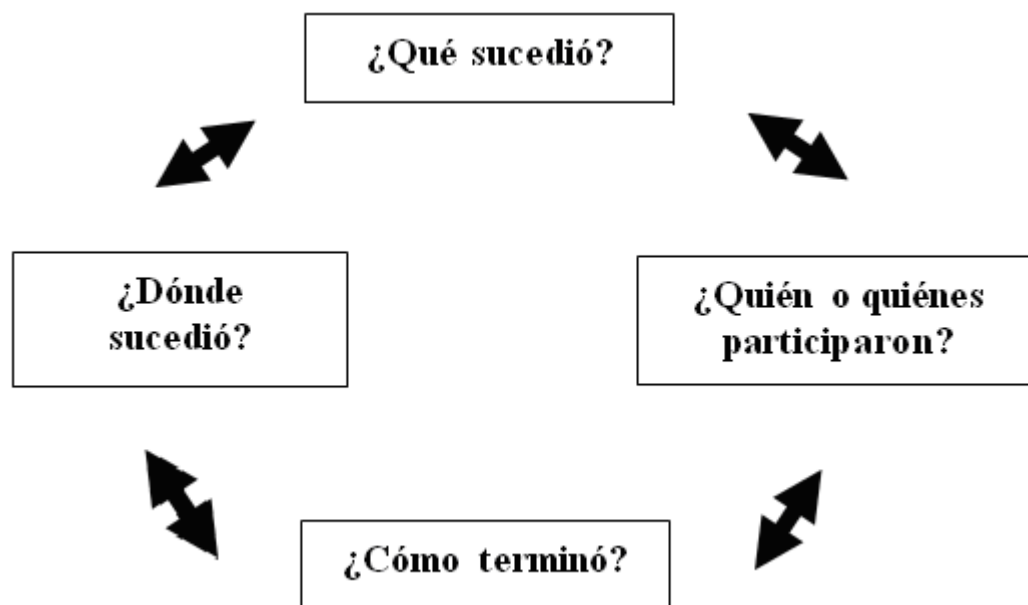 ¿Qué sucedió?
¿Dónde
sucedió?
¿Quién o quiénes
participaron?
¿Cómo terminó?